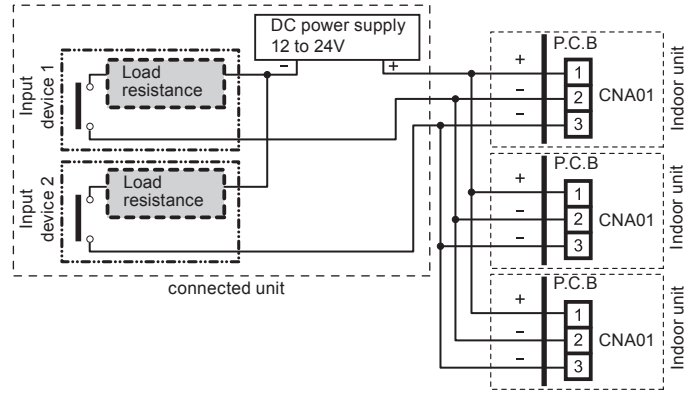 DC power supply
12 to 24V
−
+
Input
device 1
Load
resistance
Input
device 2
Load
resistance
connected unit
P.C.B
+
−
−
1
2
3
CNA01
Indoor unit
P.C.B
+
−
−
1
2
3
CNA01
Indoor unit
P.C.B
+
−
−
1
2
3
CNA01
Indoor unit